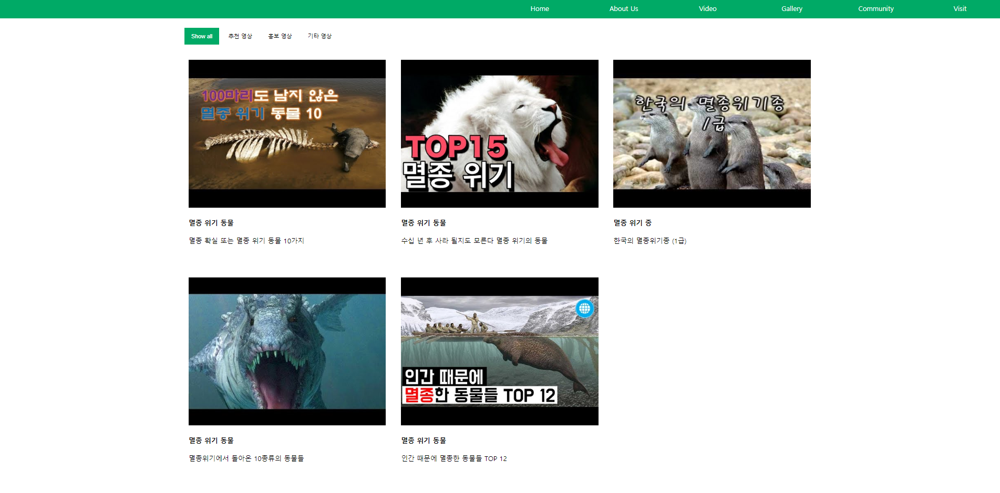 Home About Us Video Gallery Community Visit
Show all 추천 영상 홍보 영상 기타 영상
100마리도 남지 않은
멸종 위기 동물 10
TOP15
멸종 위기
한국의 멸종위기종
1급
멸종 위기 동물
멸종 확실 또는 멸종 위기 동물 10가지
멸종 위기 동물
수십 년 후 사라 질지도 모른다 멸종 위기의 동물
멸종 위기 종
한국의 멸종위기종 (1급)
인간 때문에
멸종한 동물들 TOP 12
멸종 위기 동물
멸종위기에서 돌아온 10종류의 동물들
멸종 위기 동물
인간 때문에 멸종한 동물들 TOP 12